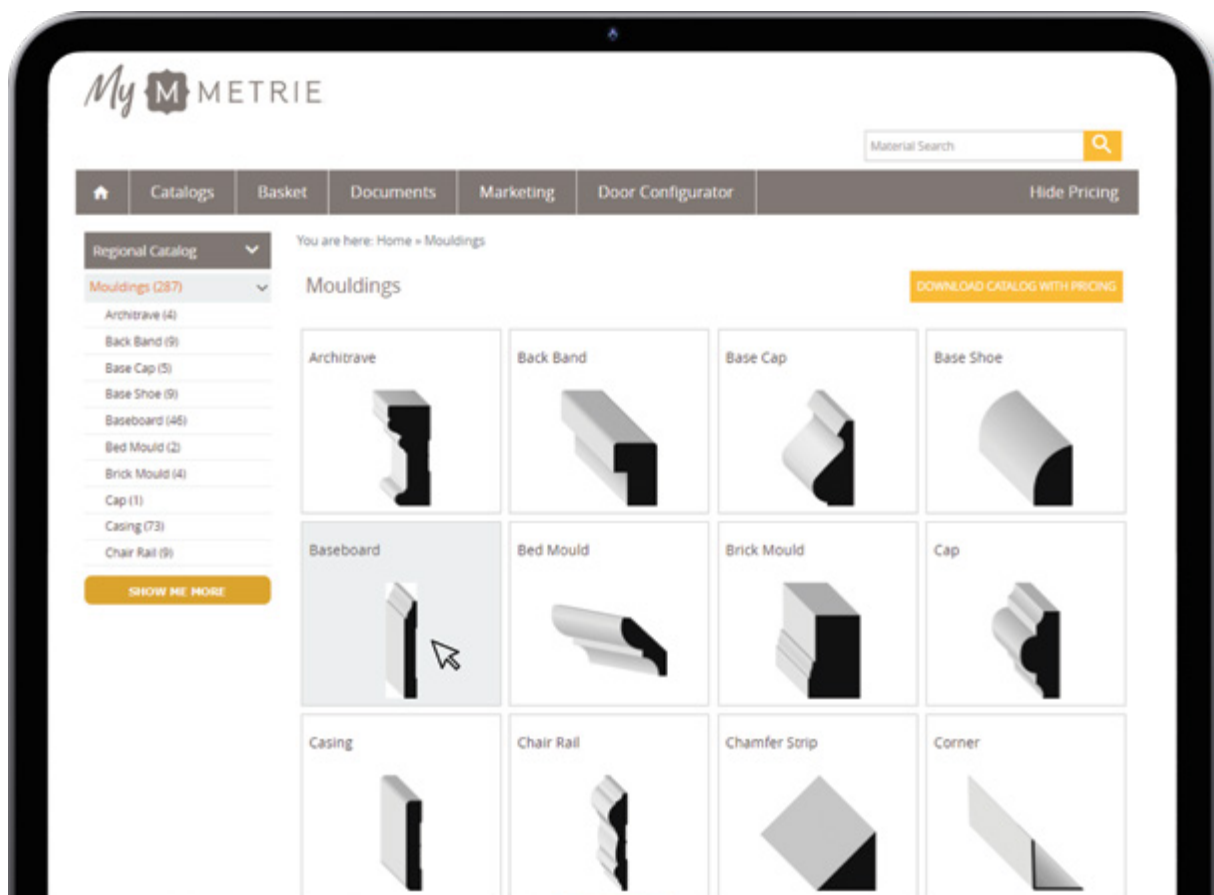 My M METRIE
Material Search
Catalogs Basket Documents Marketing Door Configurator Hide Pricing
Regional Catalog
Mouldings (287)
Architrave (4)
Back Band (9)
Base Cap (5)
Base Shoe (9)
Baseboard (46)
Bed Mould (2)
Brick Mould (4)
Cap (1)
Casing (73)
Chair Rail (9)
SHOW ME MORE
You are here: Home » Mouldings
Mouldings
DOWNLOAD CATALOG WITH PRICING
Architrave Back Band Base Cap Base Shoe
Baseboard Bed Mould Brick Mould Cap
Casing Chair Rail Chamfer Strip Corner